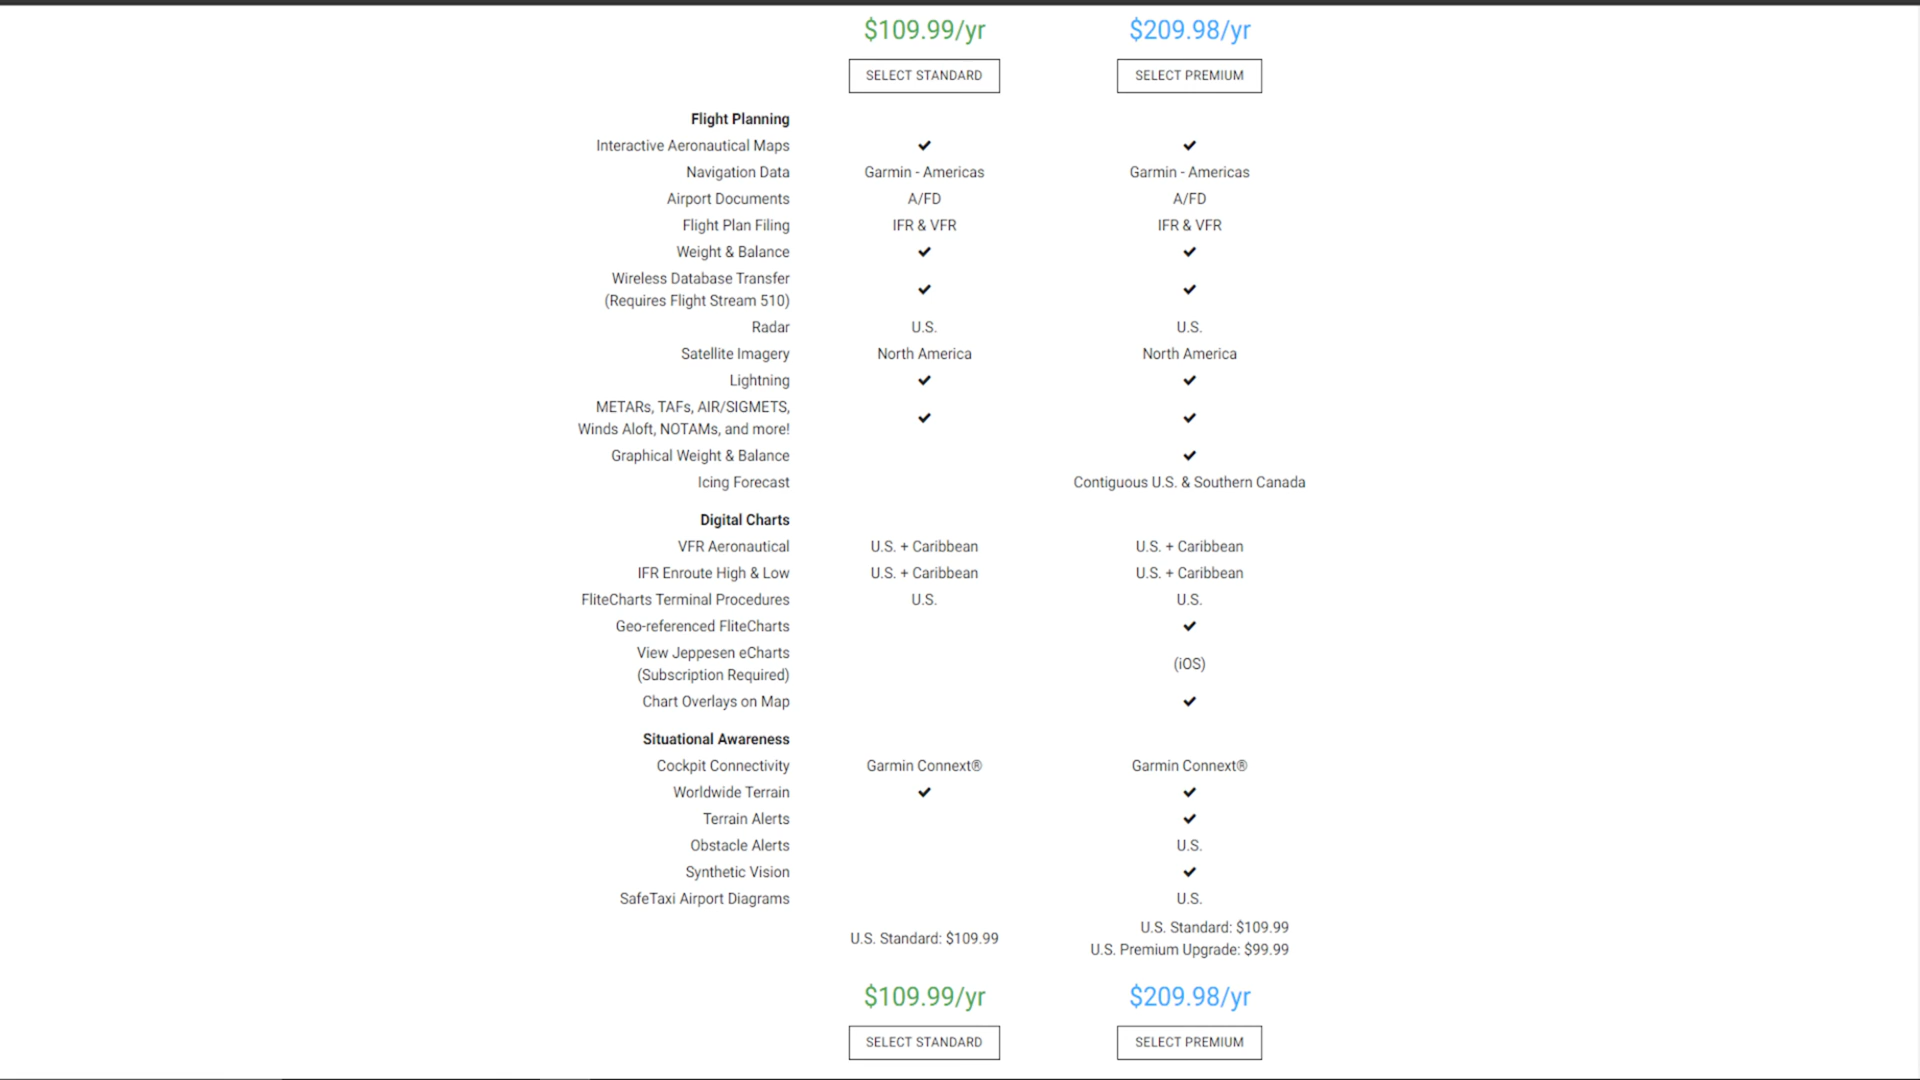 $109.99/yr $209.98/yr
SELECT STANDARD SELECT PREMIUM
Flight Planning
Interactive Aeronautical Maps ✔ ✔
Navigation Data Garmin - Americas Garmin - Americas
Airport Documents A/FD A/FD
Flight Plan Filing IFR & VFR IFR & VFR
Weight & Balance ✔ ✔
Wireless Database Transfer
(Requires Flight Stream 510) ✔ ✔
Radar U.S. U.S.
Satellite Imagery North America North America
Lightning ✔ ✔
METARs, TAFs, AIR/SIGMETS,
Winds Aloft, NOTAMs, and more! ✔ ✔
Graphical Weight & Balance ✔
Icing Forecast Contiguous U.S. & Southern Canada
Digital Charts
VFR Aeronautical U.S. + Caribbean U.S. + Caribbean
IFR Enroute High & Low U.S. + Caribbean U.S. + Caribbean
FliteCharts Terminal Procedures U.S. U.S.
Geo-referenced FliteCharts ✔
View Jeppesen eCharts
(Subscription Required) (iOS)
Chart Overlays on Map ✔
Situational Awareness
Cockpit Connectivity Garmin Connext® Garmin Connext®
Worldwide Terrain ✔ ✔
Terrain Alerts ✔
Obstacle Alerts U.S.
Synthetic Vision ✔
SafeTaxi Airport Diagrams U.S.
U.S. Standard: $109.99 U.S. Standard: $109.99
U.S. Premium Upgrade: $99.99
$109.99/yr $209.98/yr
SELECT STANDARD SELECT PREMIUM